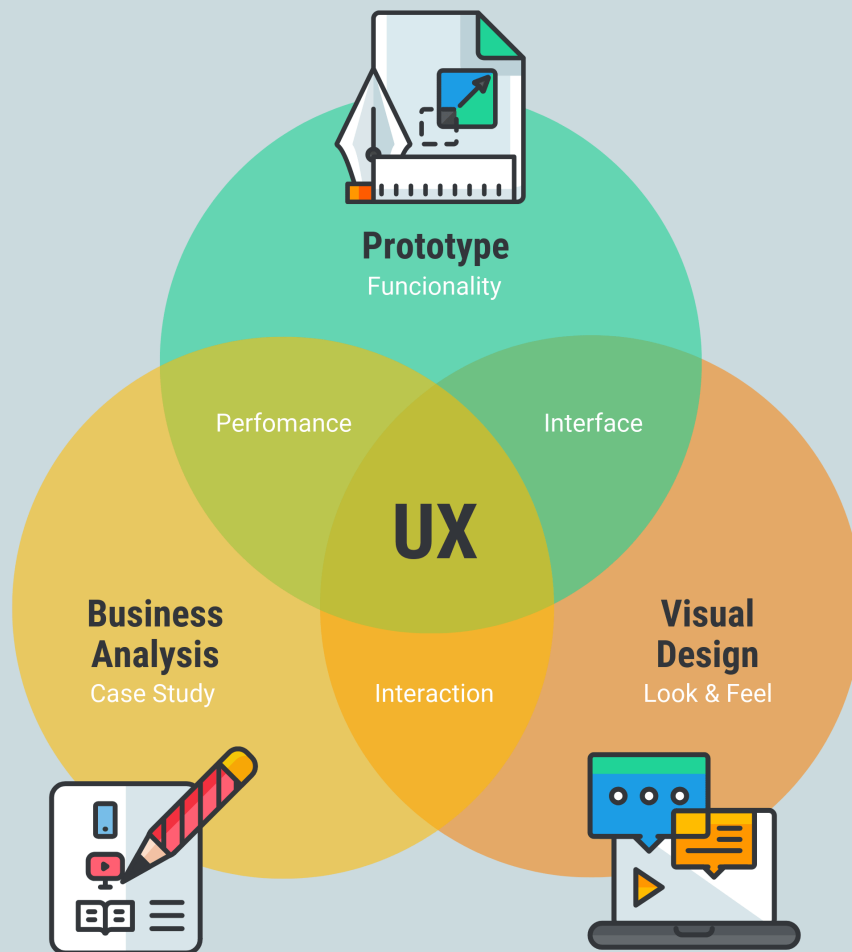 Prototype
Funcionality
Perfomance
Interface
UX
Business
Analysis
Case Study
Visual
Design
Look & Feel
Interaction